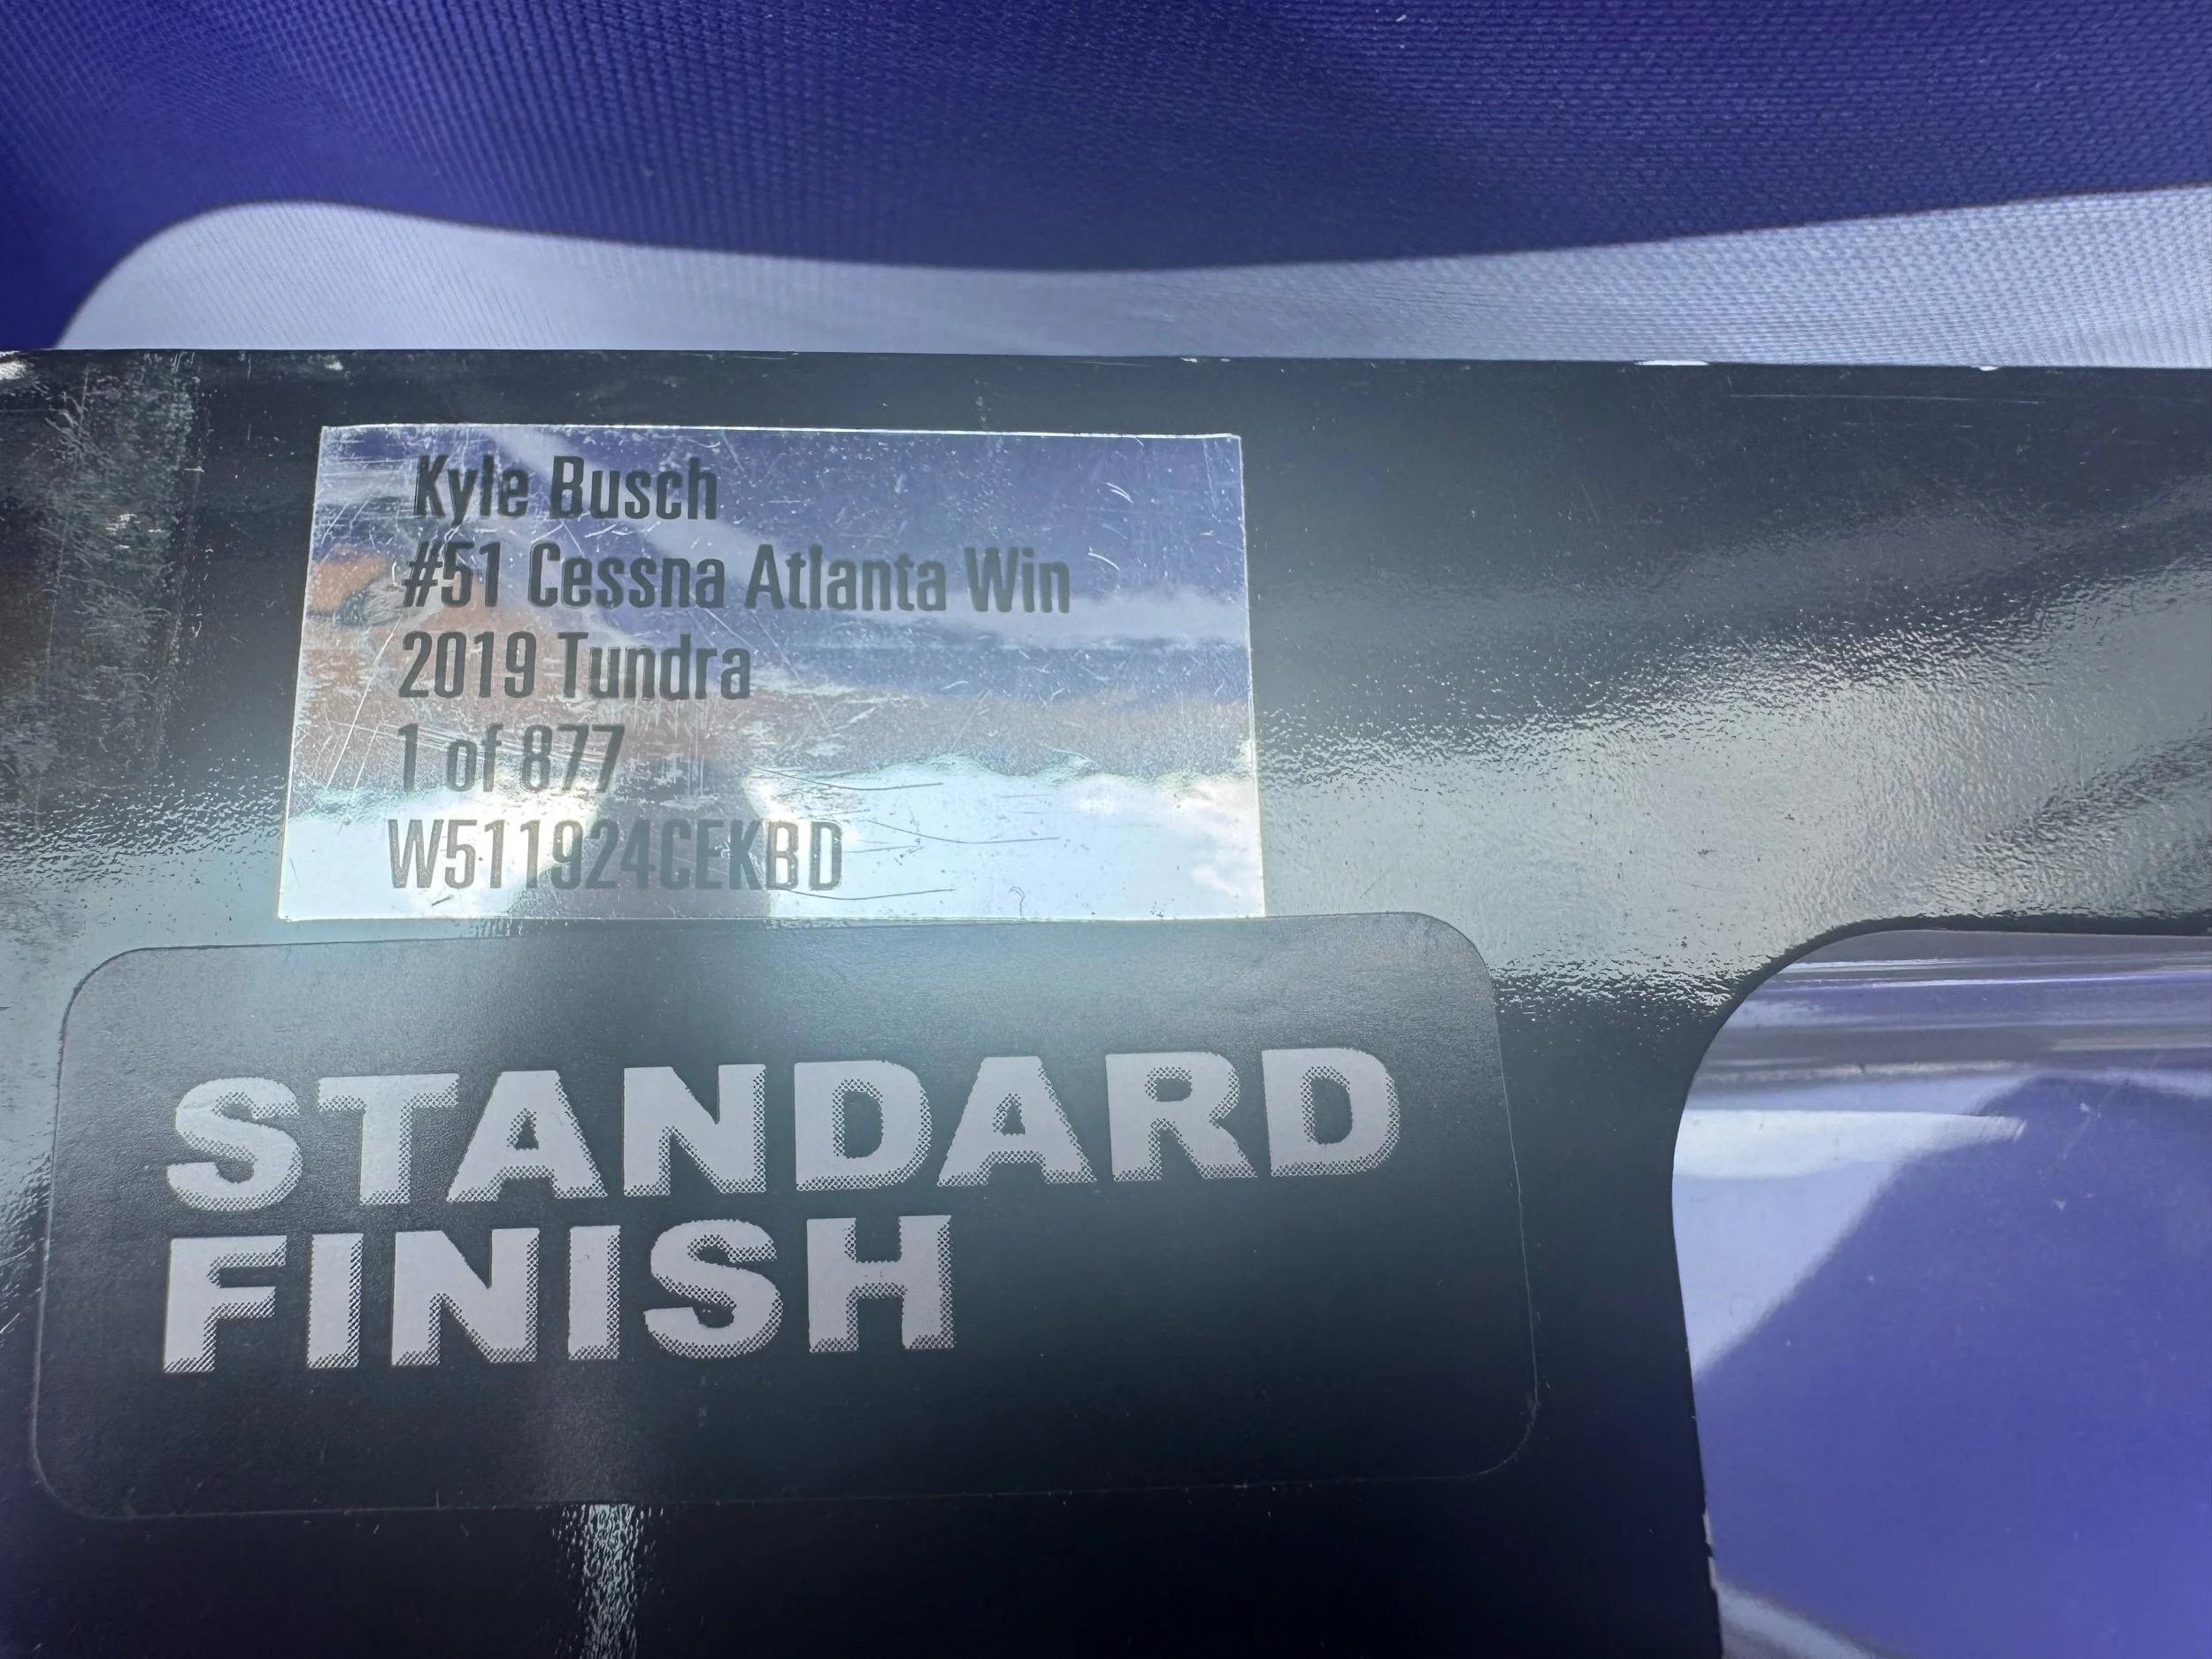 Kyle Busch
#51 Cessna Atlanta Win
2019 Tundra
1 of 877
W511924CEKBD
STANDARD
FINISH